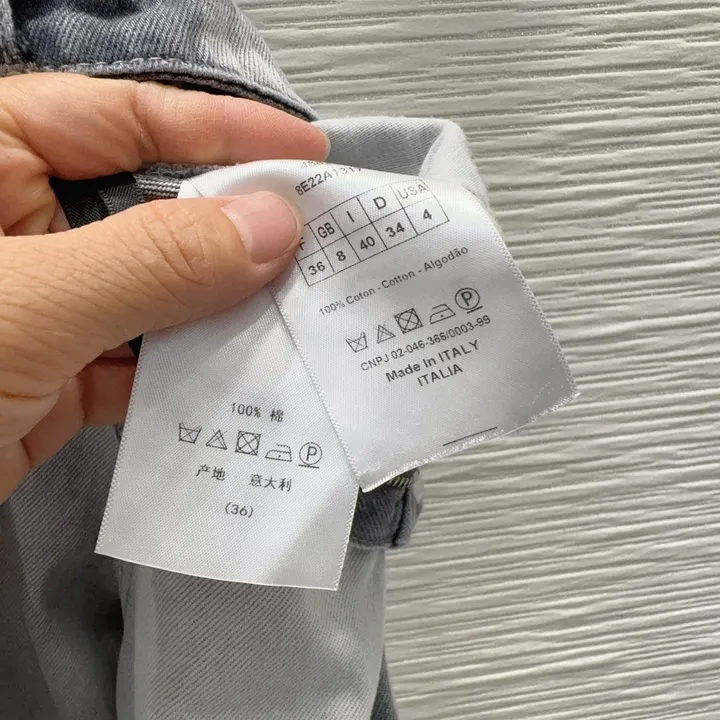 8E22A131
F GB I D USA
36 8 40 34 4
100% Coton - Cotton - Algodão
P
CNPJ 02-046-366/0003-99
Made In ITALY
ITALIA
100% 棉
P
产地 意大利
(36)